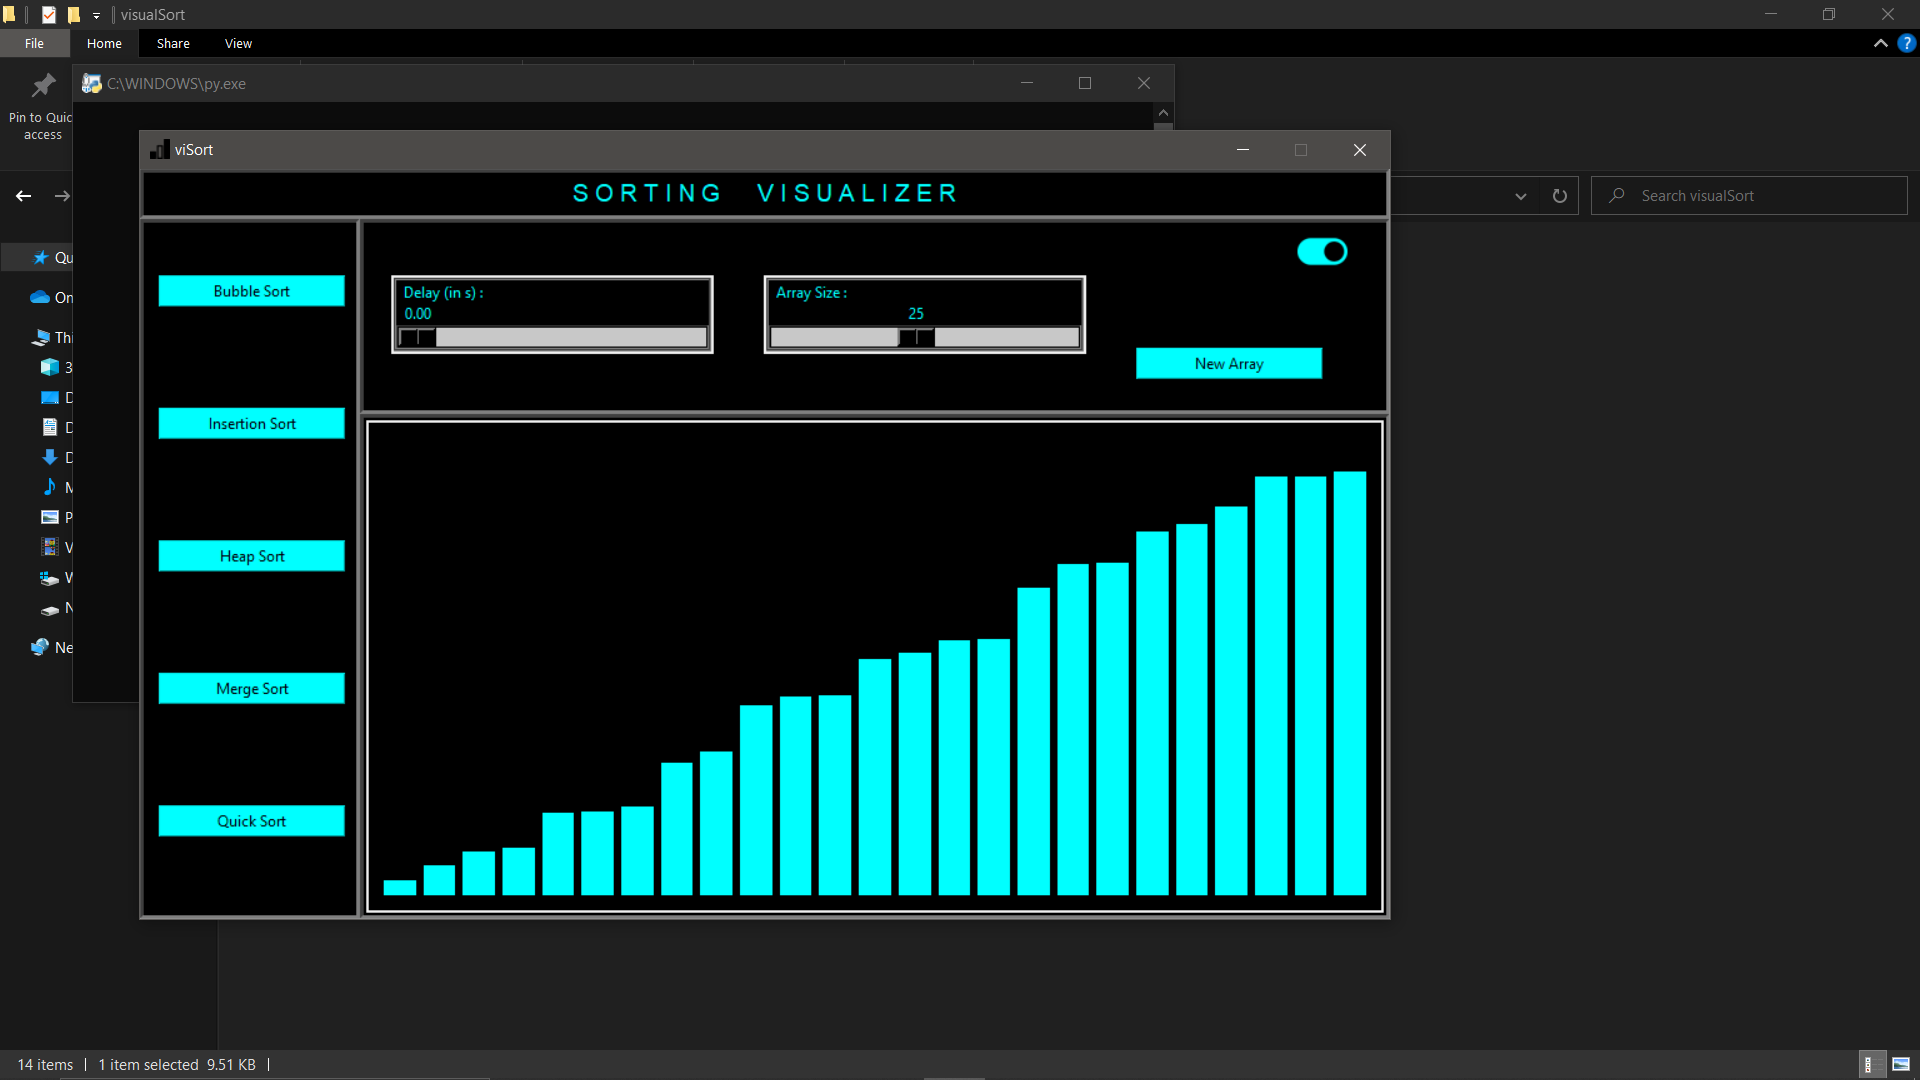 visualSort
File
Home
Share
View
?
C:\WINDOWS\py.exe
Pin to Quic
access
viSort
SORTING VISUALIZER
Search visualSort
Qu
On
Thi
3
D
D
D
M
P
V
W
N
Ne
Bubble Sort
Insertion Sort
Heap Sort
Merge Sort
Quick Sort
Delay (in s) :
0.00
Array Size :
25
New Array
14 items
1 item selected 9.51 KB